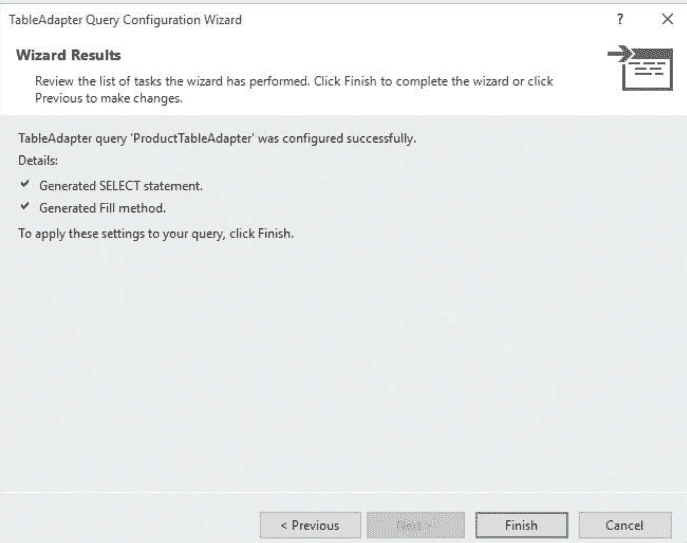 TableAdapter Query Configuration Wizard
?
Wizard Results
Review the list of tasks the wizard has performed. Click Finish to complete the wizard or click
Previous to make changes.
TableAdapter query 'ProductTableAdapter' was configured successfully.
Details:
Generated SELECT statement.
Generated Fill method.
To apply these settings to your query, click Finish.
< Previous
Next >
Finish
Cancel